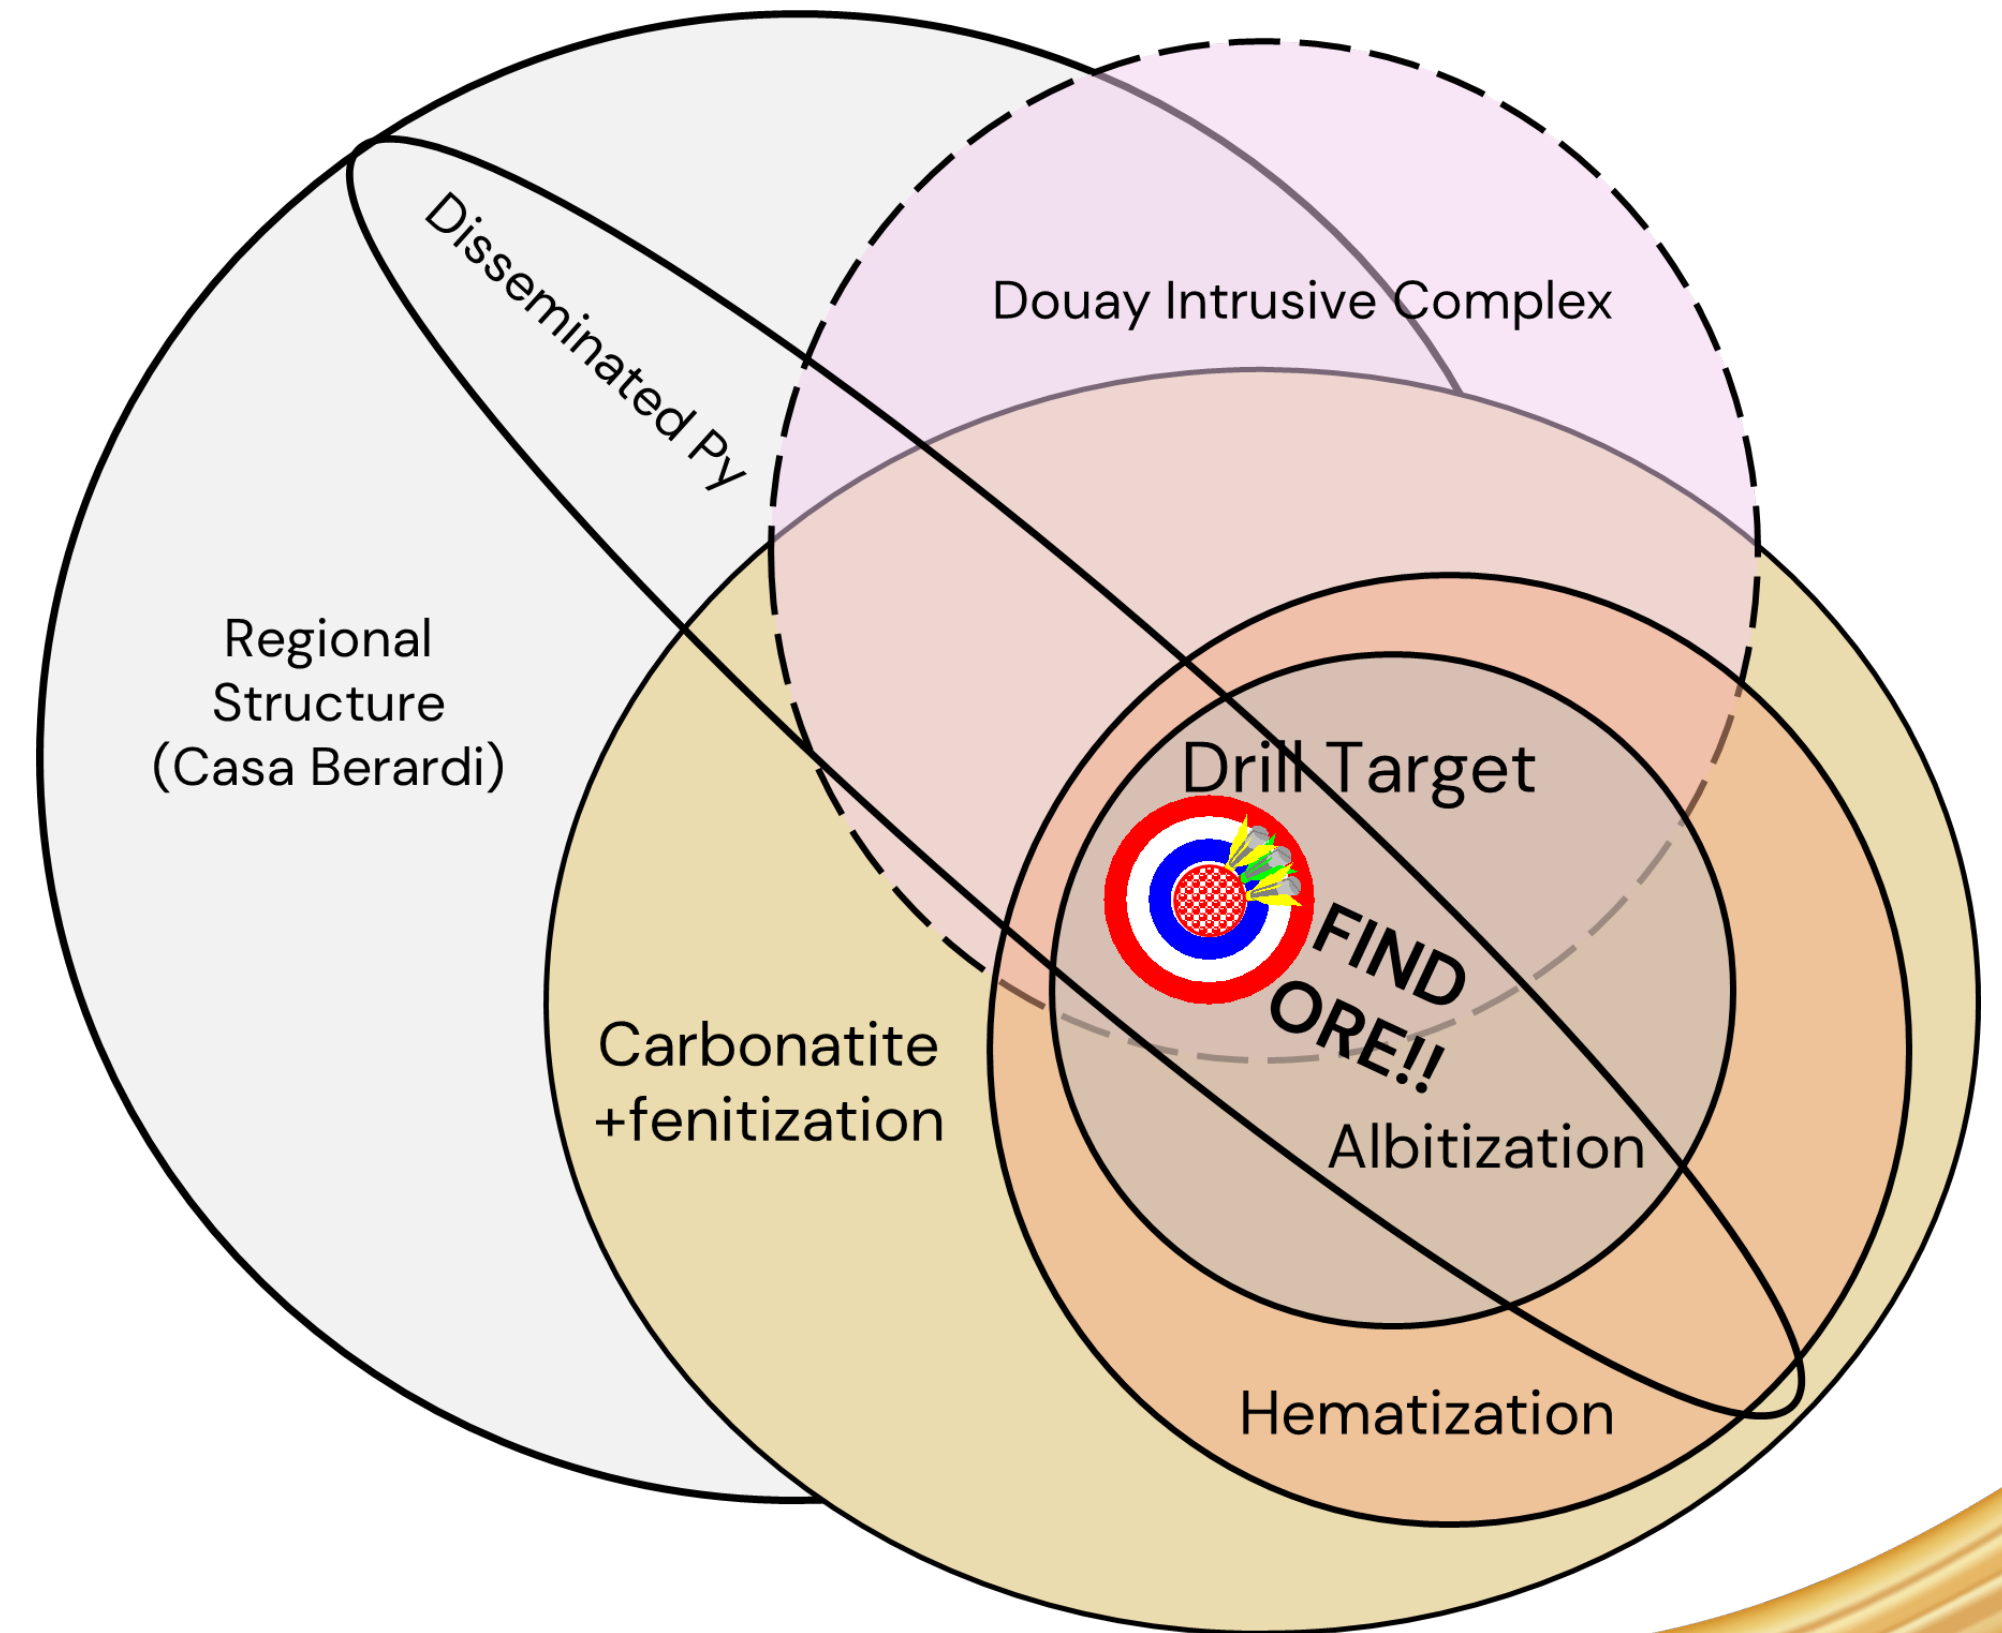 Disseminated Py
Douay Intrusive Complex
Regional
Structure
(Casa Berardi)
Drill Target
FIND
ORE!!
Carbonatite
+fenitization
Albitization
Hematization